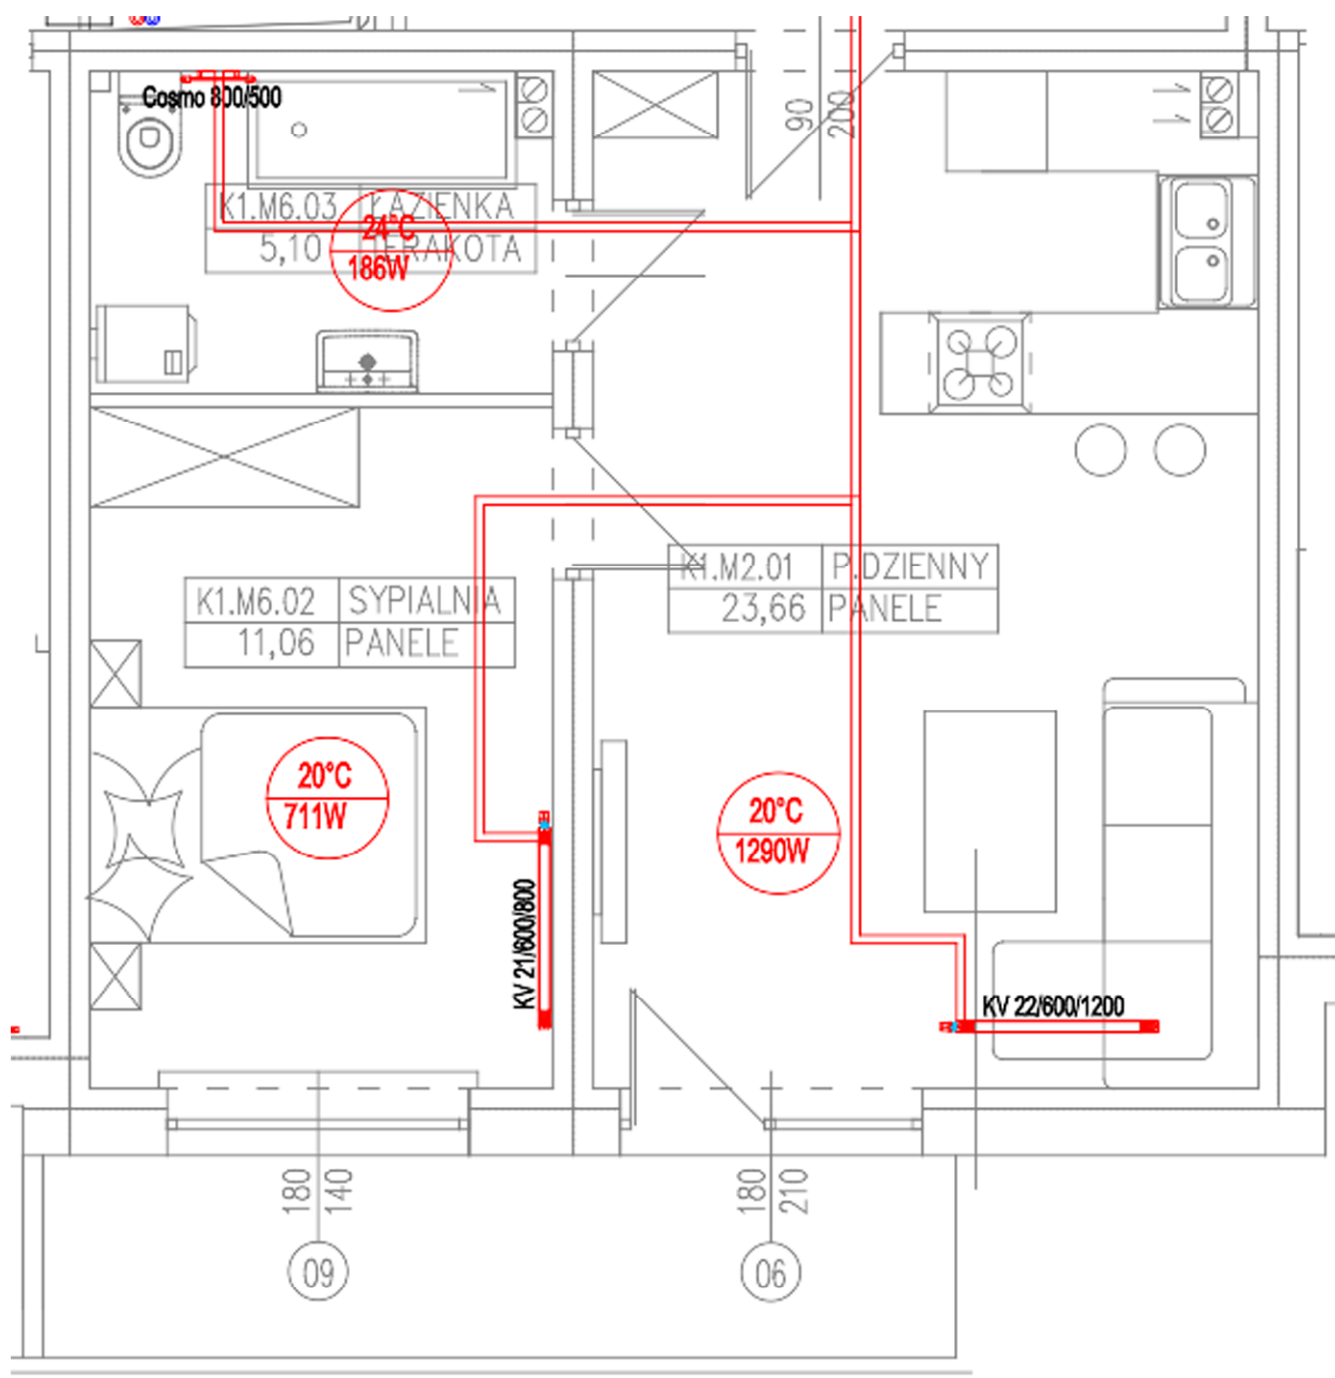 Cosmo 800/500
90
200
K1.M6.03 ŁAZIENKA
5,10 TERAKOTA
24°C
186W
K1.M2.01 P.DZIENNY
23,66 PANELE
K1.M6.02 SYPIALNIA
11,06 PANELE
20°C
711W
20°C
1290W
KV 21/600/800
KV 22/600/1200
180
140
180
210
09
06